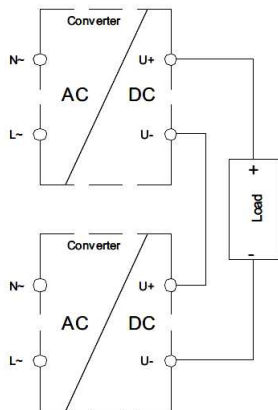 Converter
N~ U+
AC DC
L~ U-
+
Load
-
Converter
N~ U+
AC DC
L~ U-